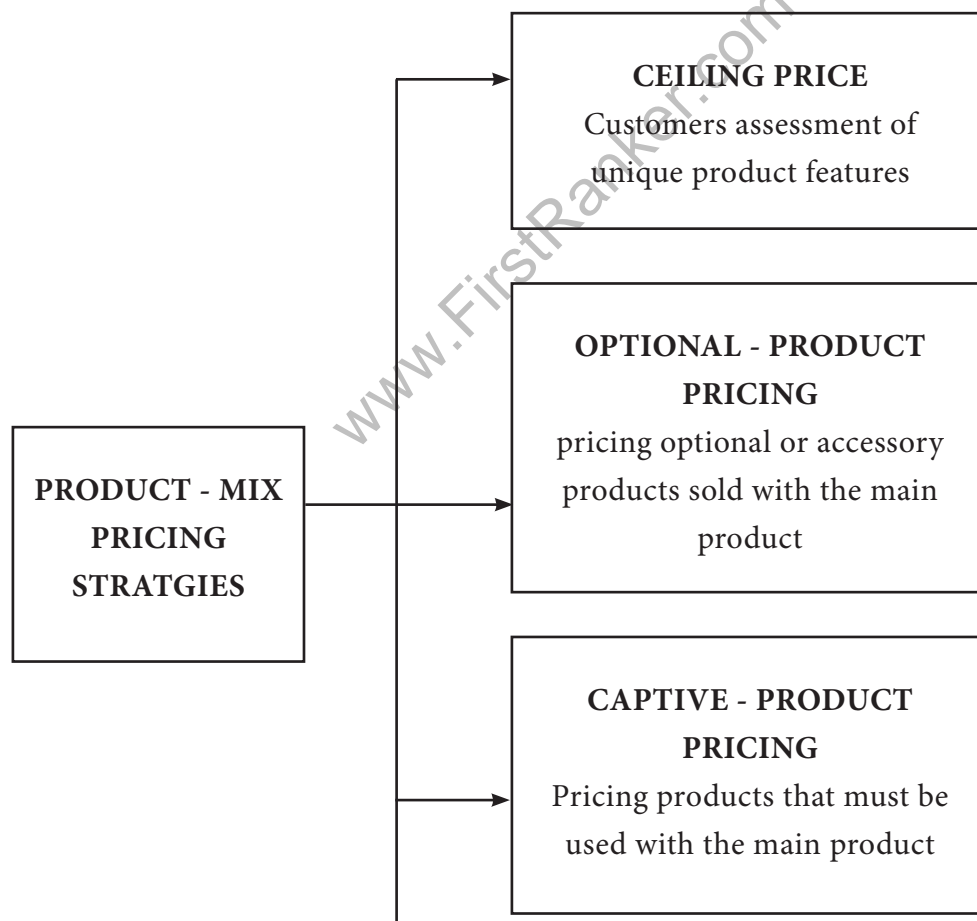 CEILING PRICE
Customers assessment of
unique product features
OPTIONAL - PRODUCT
PRICING
pricing optional or accessory
products sold with the main
product
PRODUCT - MIX
PRICING
STRATGIES
CAPTIVE - PRODUCT
PRICING
Pricing products that must be
used with the main product
www.FirstRanker.com